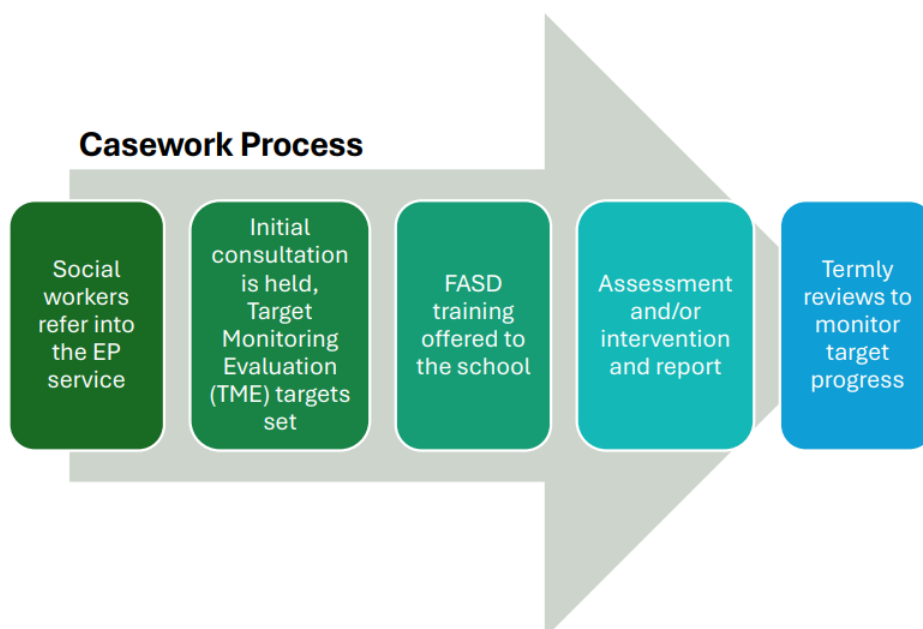 Casework Process
Social
workers
refer into
the EP
service
Initial
consultation
is held,
Target
Monitoring
Evaluation
(TME) targets
set
FASD
training
offered to
the school
Assessment
and/or
intervention
and report
Termly
reviews to
monitor
target
progress